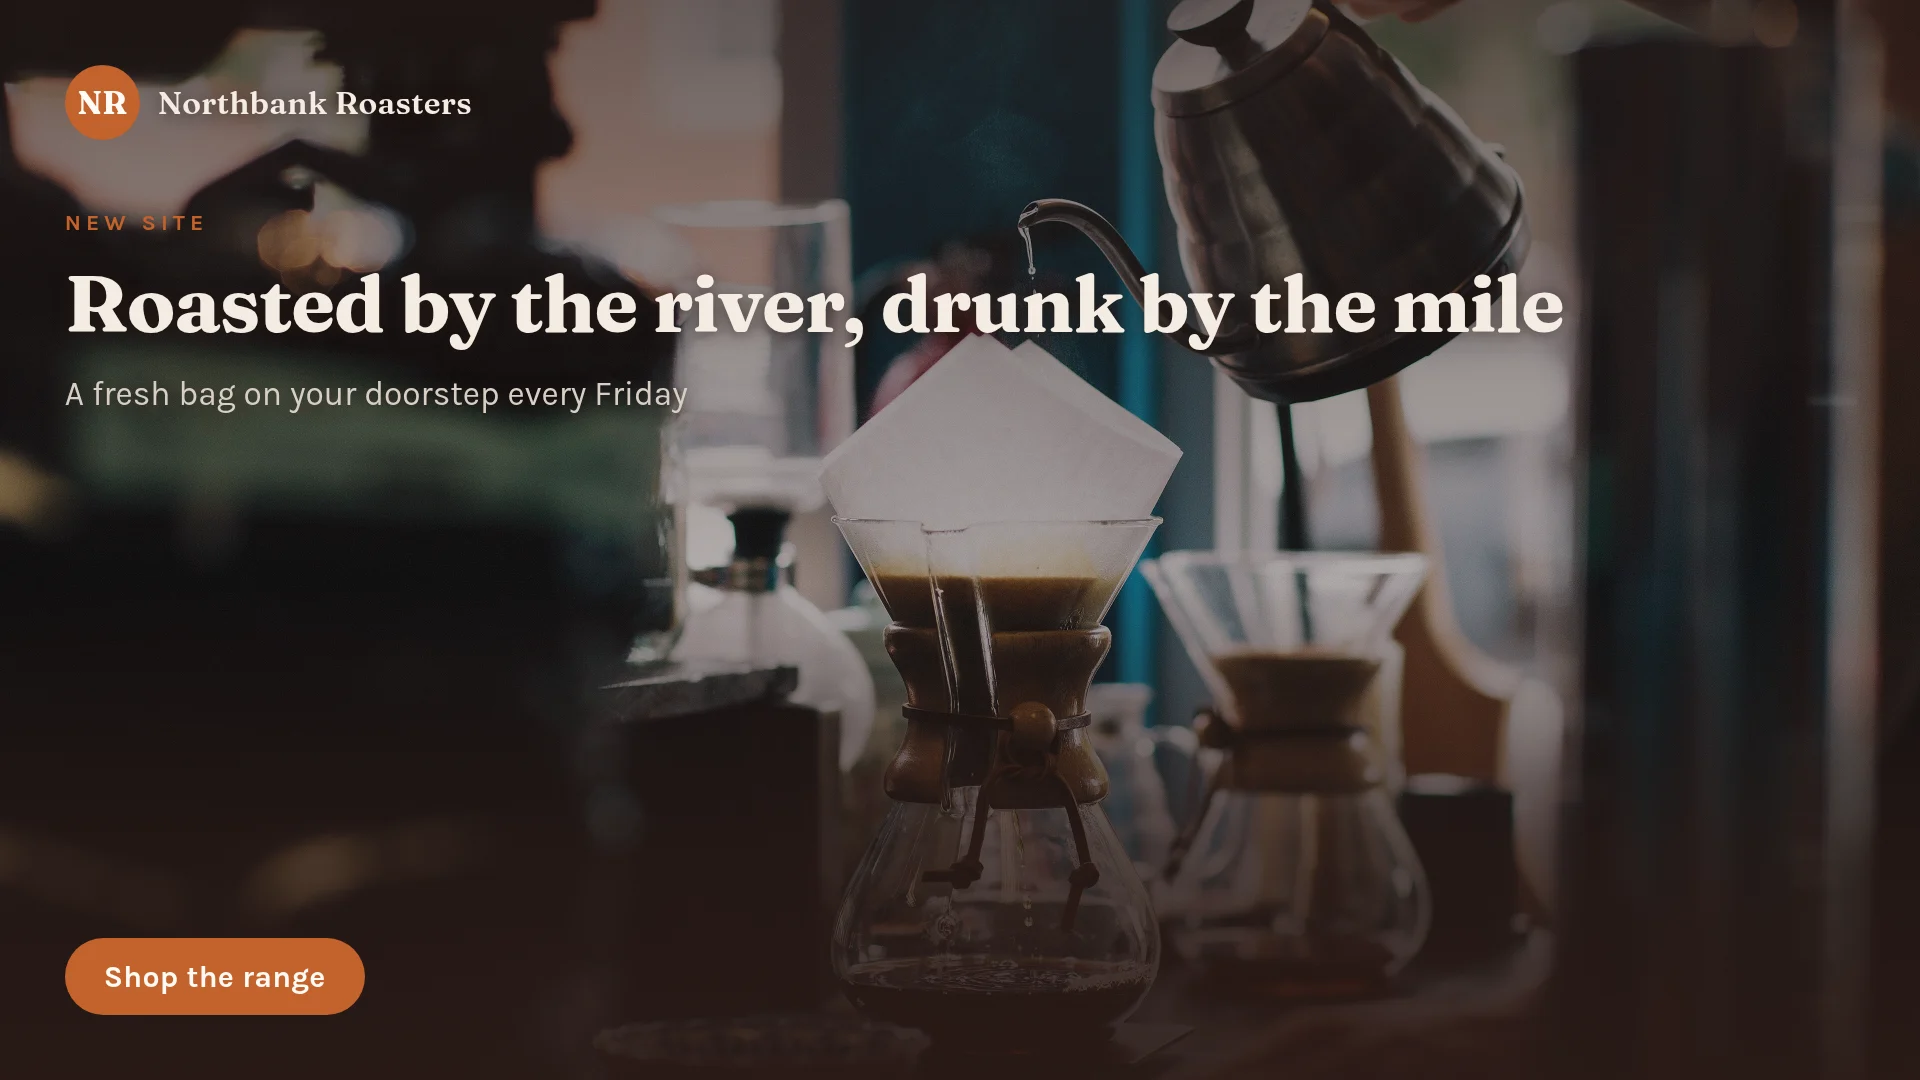 NR Northbank Roasters
NEW SITE
Roasted by the river, drunk by the mile
A fresh bag on your doorstep every Friday
Shop the range